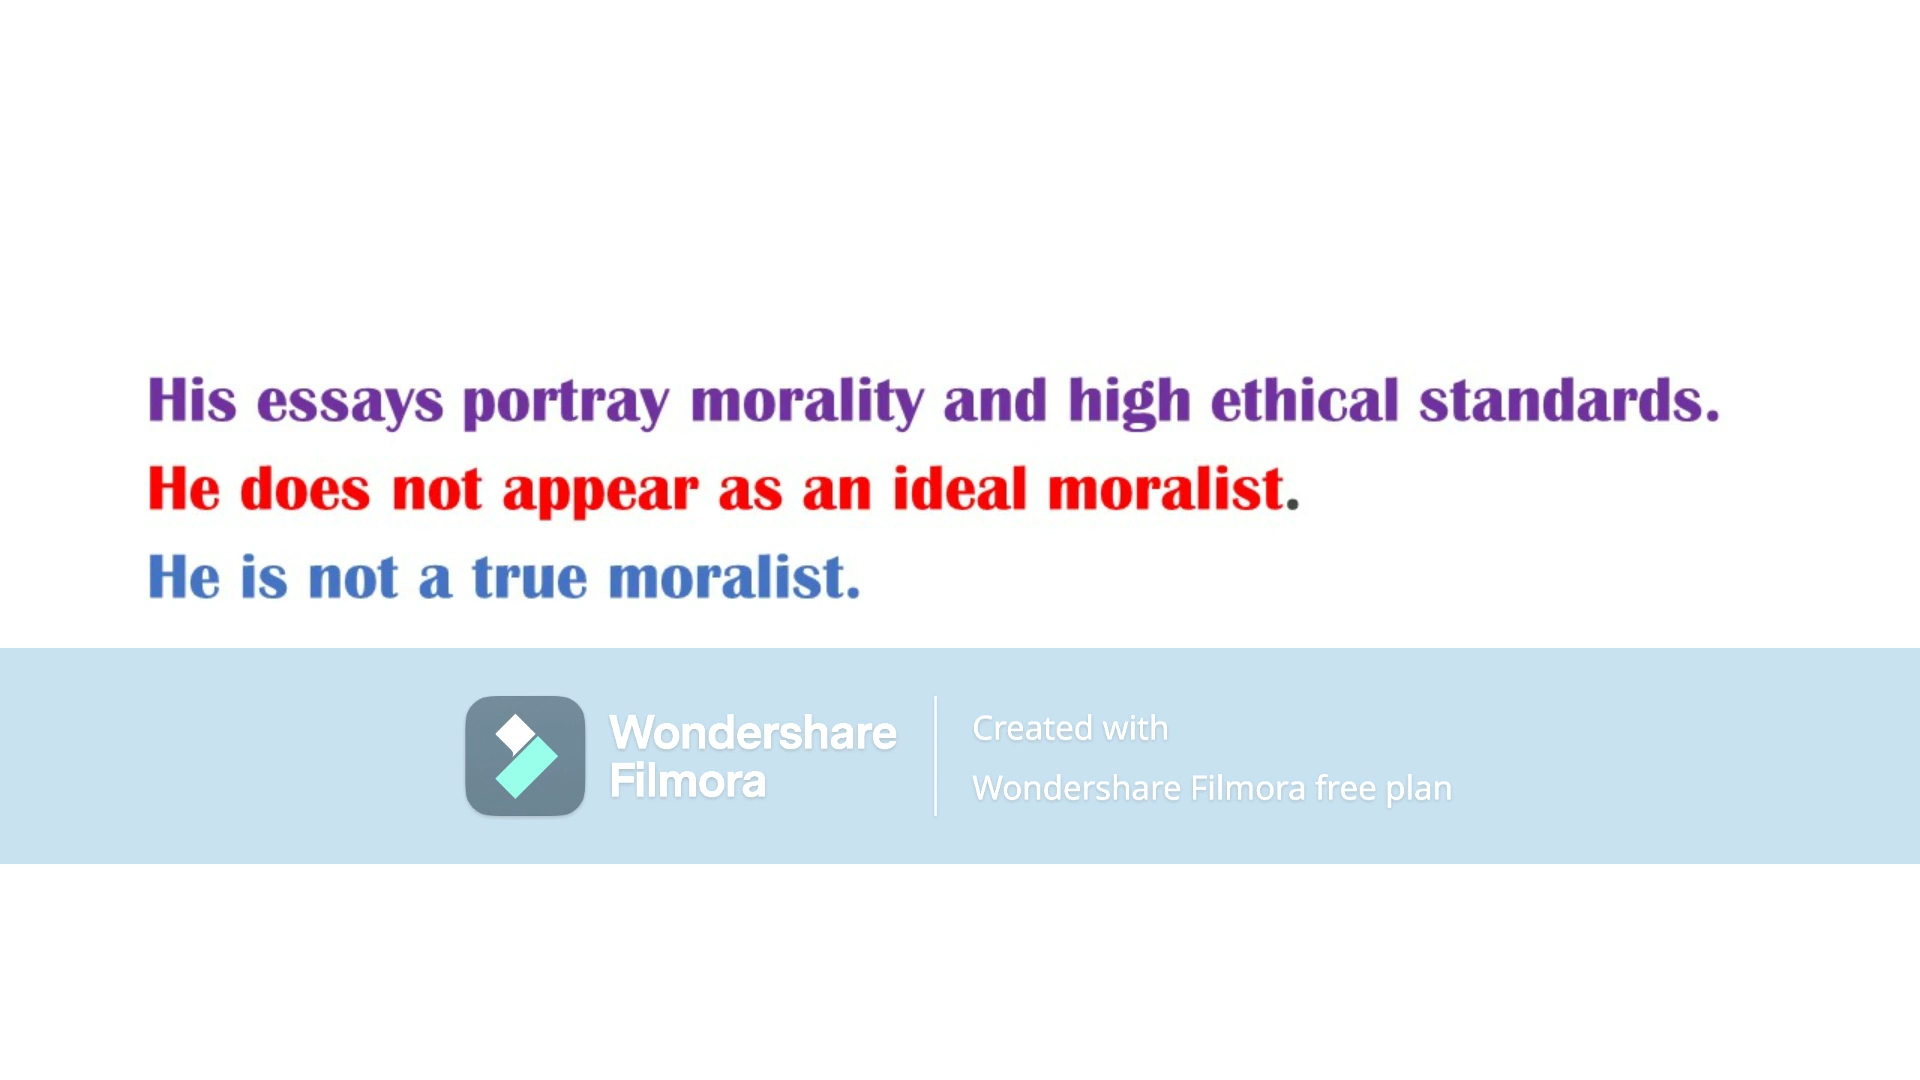 His essays portray morality and high ethical standards.
He does not appear as an ideal moralist.
He is not a true moralist.
Wondershare
Filmora
Created with
Wondershare Filmora free plan